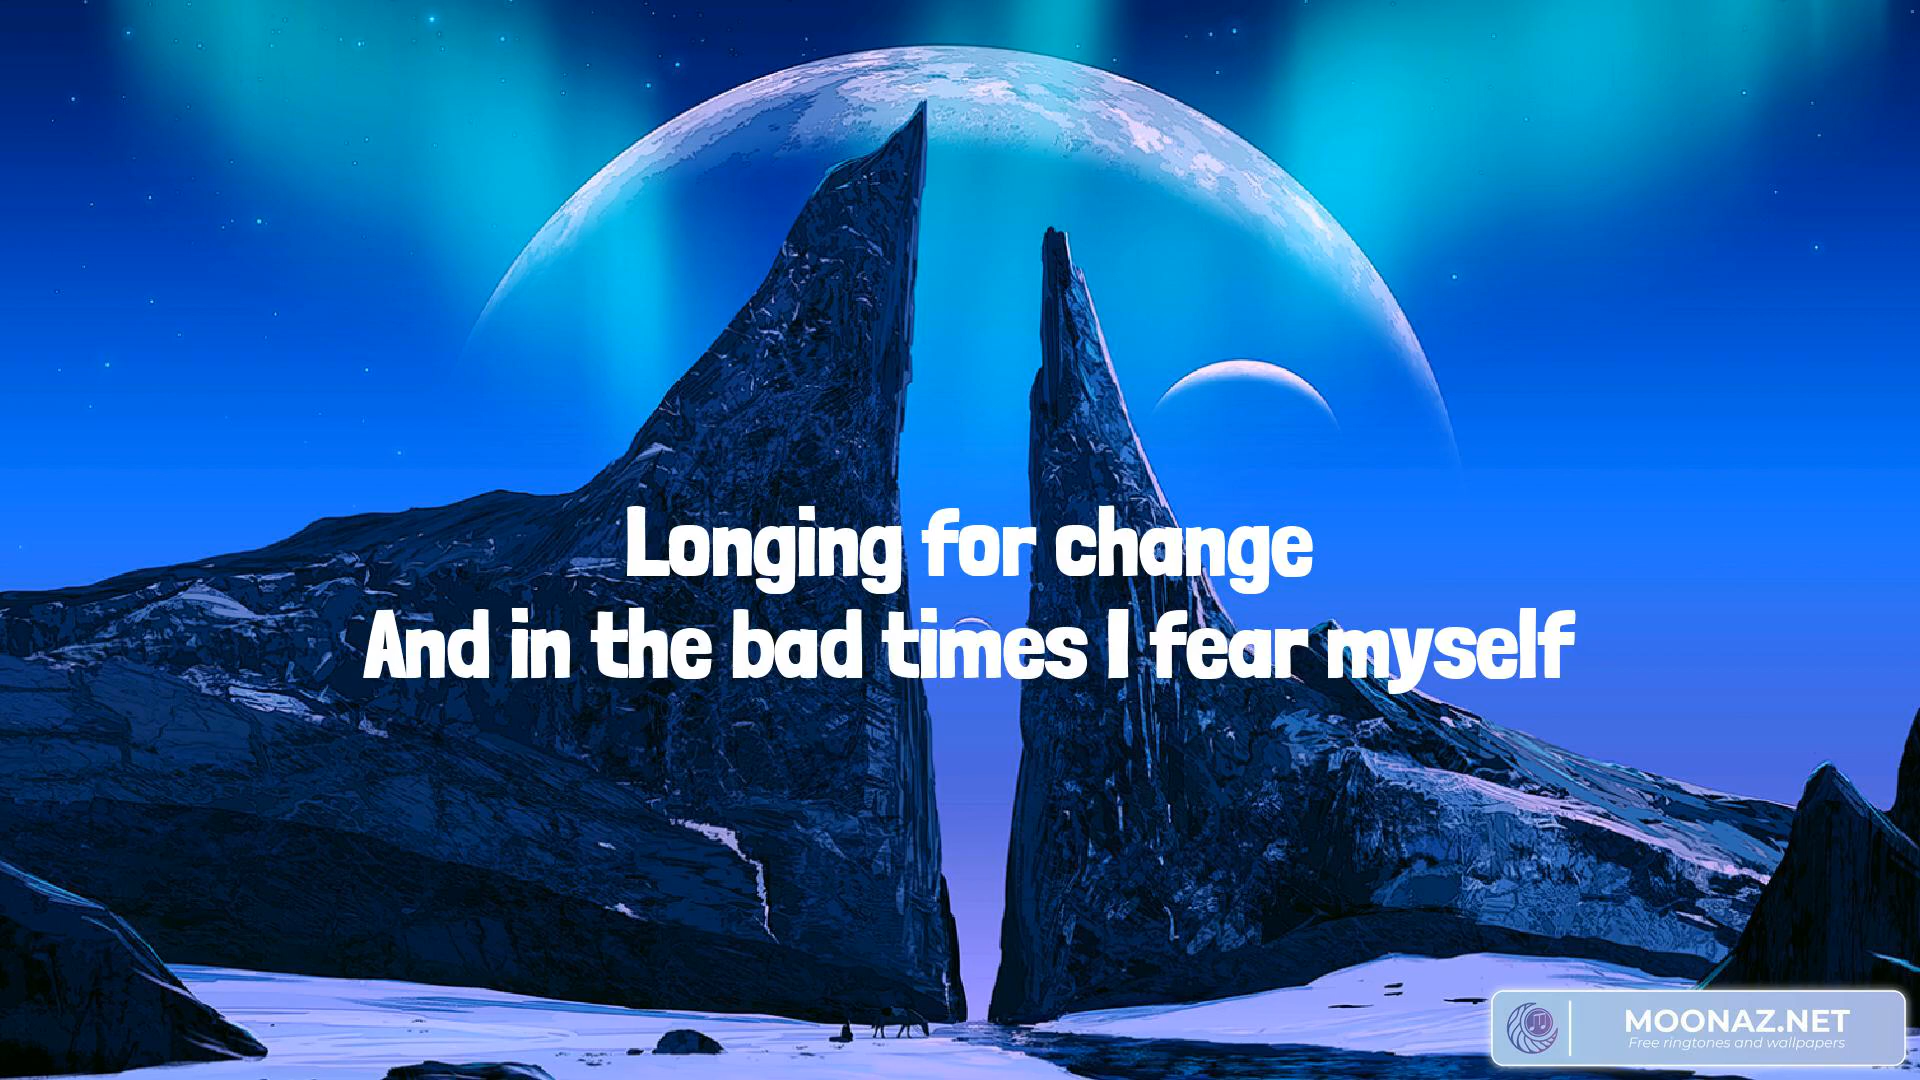 Longing for change
And in the bad times I fear myself
MOONAZ.NET
Free ringtones and wallpapers